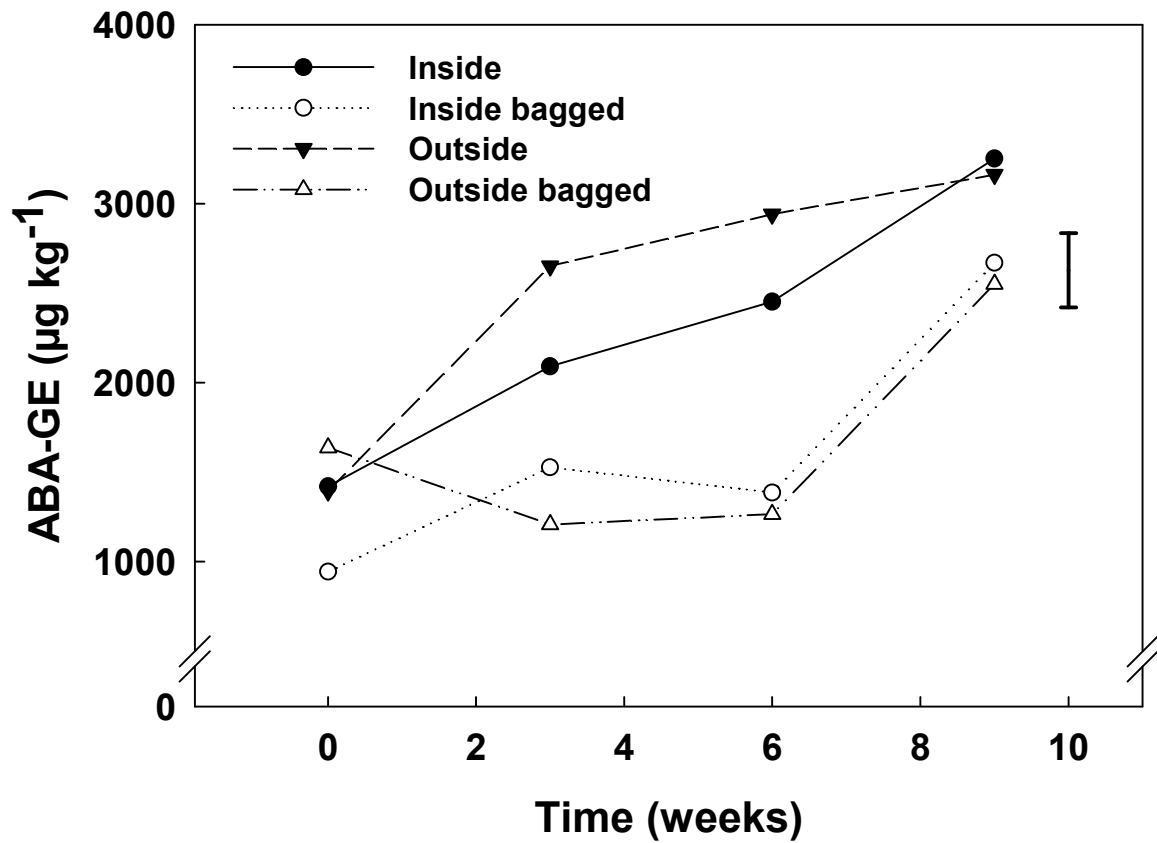 4000
3000
2000
1000
0
ABA-GE (µg kg⁻¹)
Inside
Inside bagged
Outside
Outside bagged
0 2 4 6 8 10
Time (weeks)